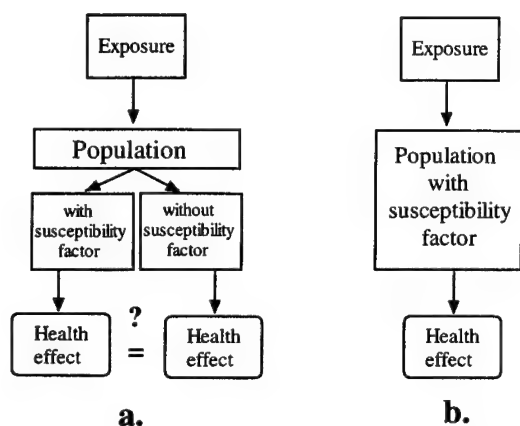 Exposure
Population
with
susceptibility
factor
without
susceptibility
factor
Health
effect
?
=
Health
effect
a.
Exposure
Population
with
susceptibility
factor
Health
effect
b.